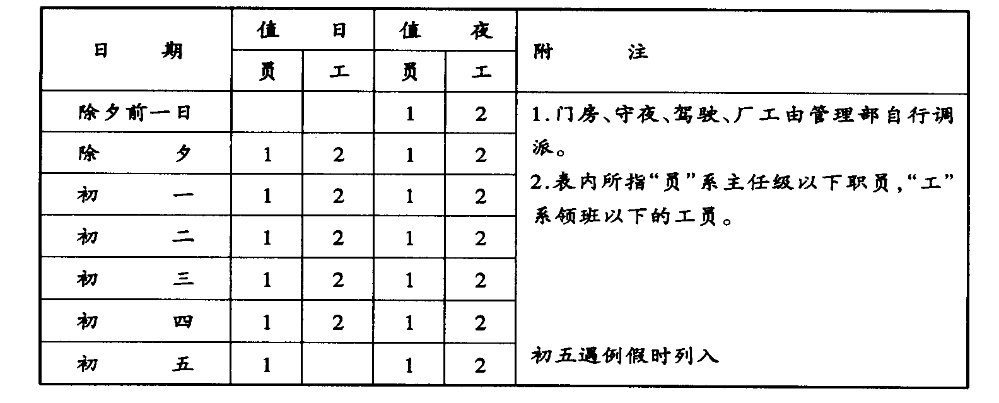 日 期 值 日 值 夜 附 注
员 工 员 工
除夕前一日 1 2
除 夕 1 2 1 2
初 一 1 2 1 2
初 二 1 2 1 2
初 三 1 2 1 2
初 四 1 2 1 2
初 五 1 1 2
1.门房、守夜、驾驶、厂工由管理部自行调
派。
2.表内所指“员”系主任级以下职员,“工”
系领班以下的工员。
初五遇例假时列入